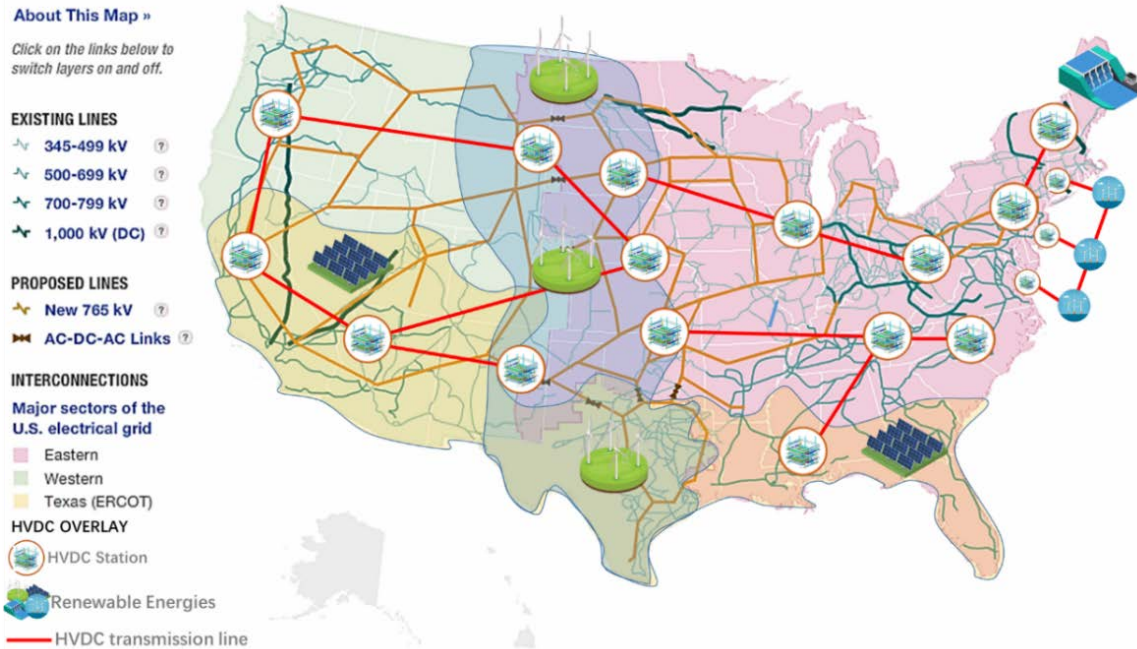 About This Map »
Click on the links below to
switch layers on and off.
EXISTING LINES
345-499 kV ?
500-699 kV ?
700-799 kV ?
1,000 kV (DC) ?
PROPOSED LINES
New 765 kV ?
AC-DC-AC Links ?
INTERCONNECTIONS
Major sectors of the
U.S. electrical grid
Eastern
Western
Texas (ERCOT)
HVDC OVERLAY
HVDC Station
Renewable Energies
HVDC transmission line